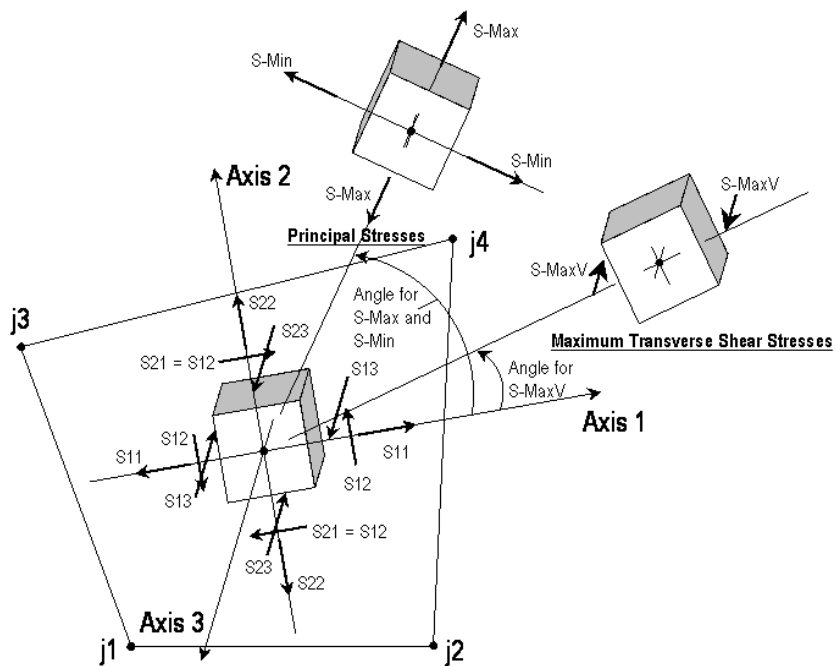 S-Max
S-Min
S-Min
S-Max
Axis 2
Principal Stresses
j4
S-MaxV
S-MaxV
Maximum Transverse Shear Stresses
Angle for
S-Max and
S-Min
Angle for
S-MaxV
j3
S22
S23
S21 = S12
S13
Axis 1
S12
S11
S13
S11
S12
S21 = S12
S23
S22
Axis 3
j1
j2